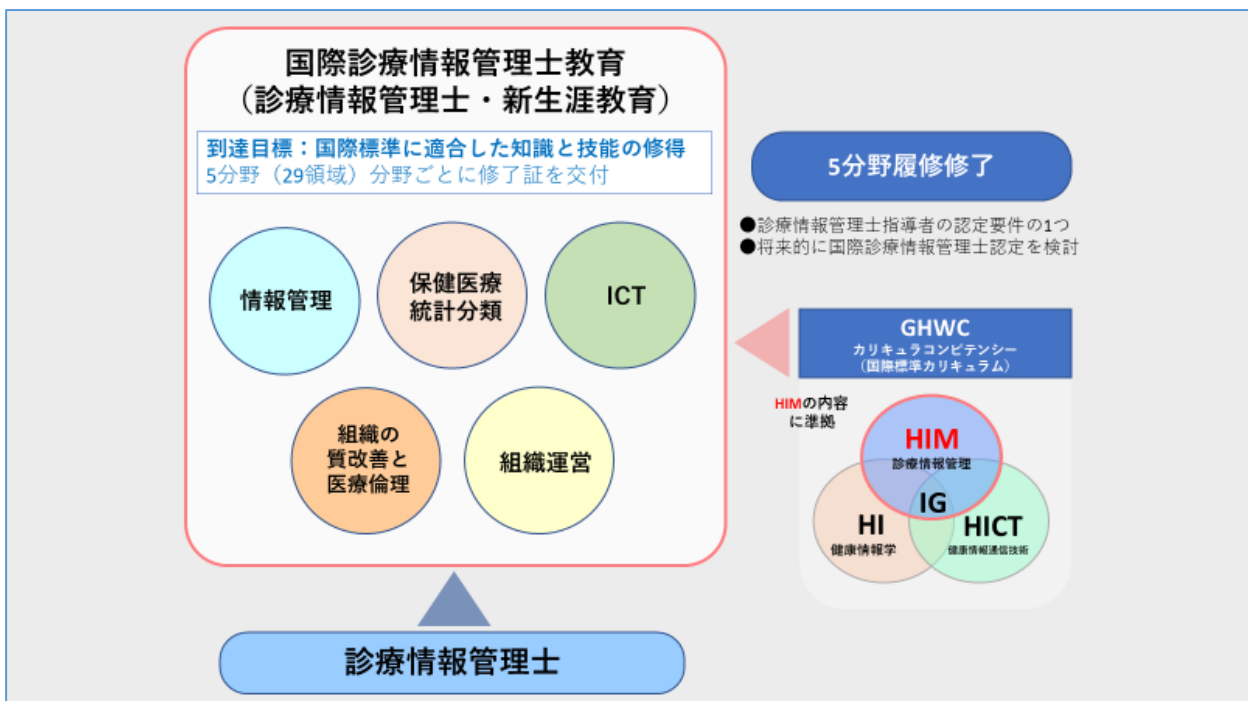 国際診療情報管理士教育
（診療情報管理士・新生涯教育）
到達目標：国際標準に適合した知識と技能の修得
5分野（29領域）分野ごとに修了証を交付
情報管理
保健医療
統計分類
ICT
組織の
質改善と
医療倫理
組織運営
診療情報管理士
5分野履修修了
●診療情報管理士指導者の認定要件の1つ
●将来的に国際診療情報管理士認定を検討
GHWC
カリキュラコンピテンシー
（国際標準カリキュラム）
HIMの内容
に準拠
HIM
診療情報管理
IG
HI
健康情報学
HICT
健康情報通信技術